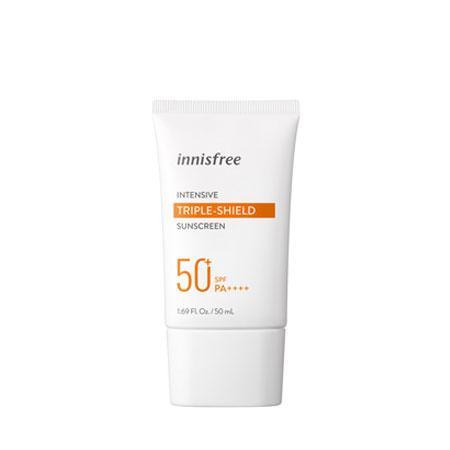 innisfree
INTENSIVE
TRIPLE-SHIELD
SUNSCREEN
50+ SPF
PA++++
1.69 Fl. Oz. / 50 mL